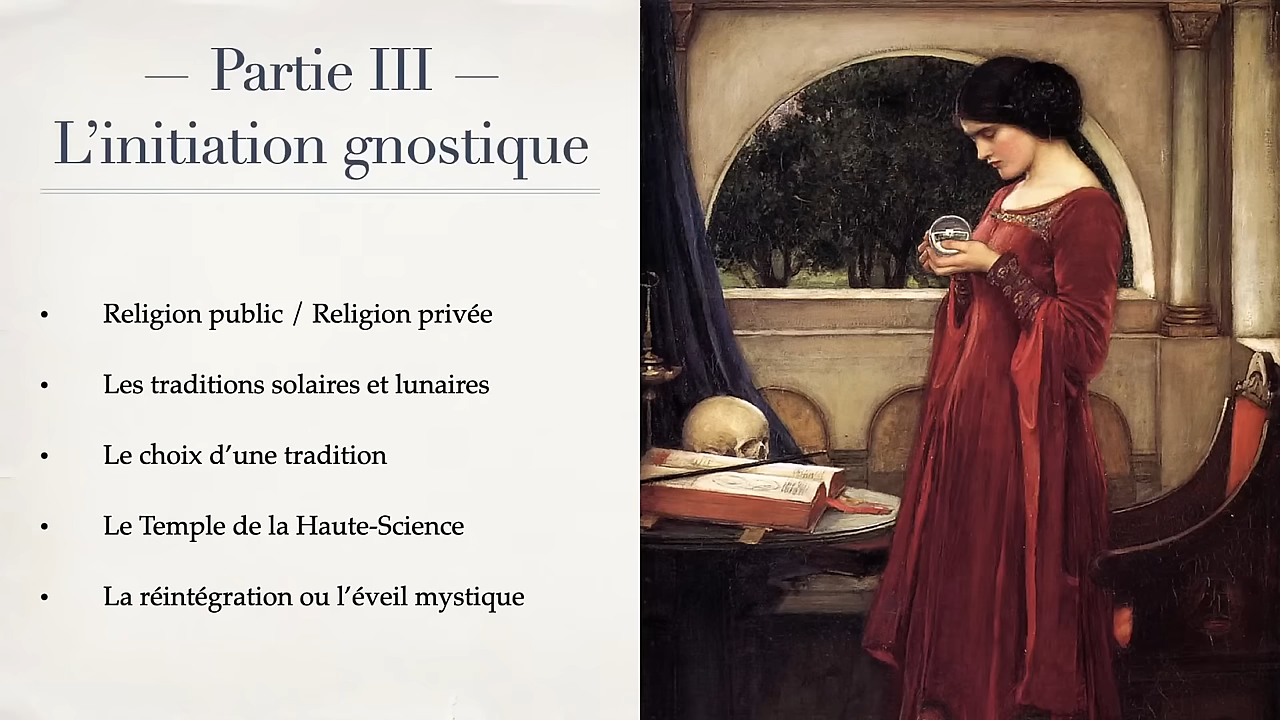 — Partie III —
L’initiation gnostique
• Religion public / Religion privée
• Les traditions solaires et lunaires
• Le choix d’une tradition
• Le Temple de la Haute-Science
• La réintégration ou l’éveil mystique